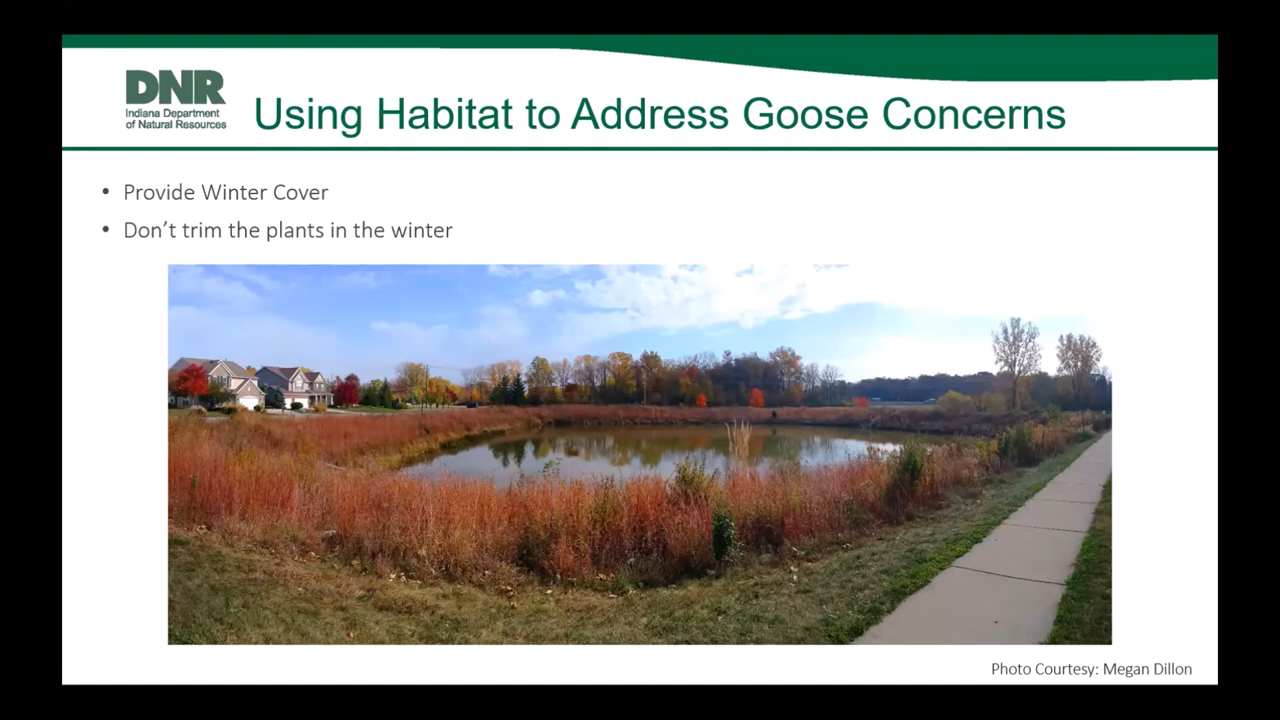 DNR
Indiana Department
of Natural Resources
Using Habitat to Address Goose Concerns
• Provide Winter Cover
• Don’t trim the plants in the winter
Photo Courtesy: Megan Dillon